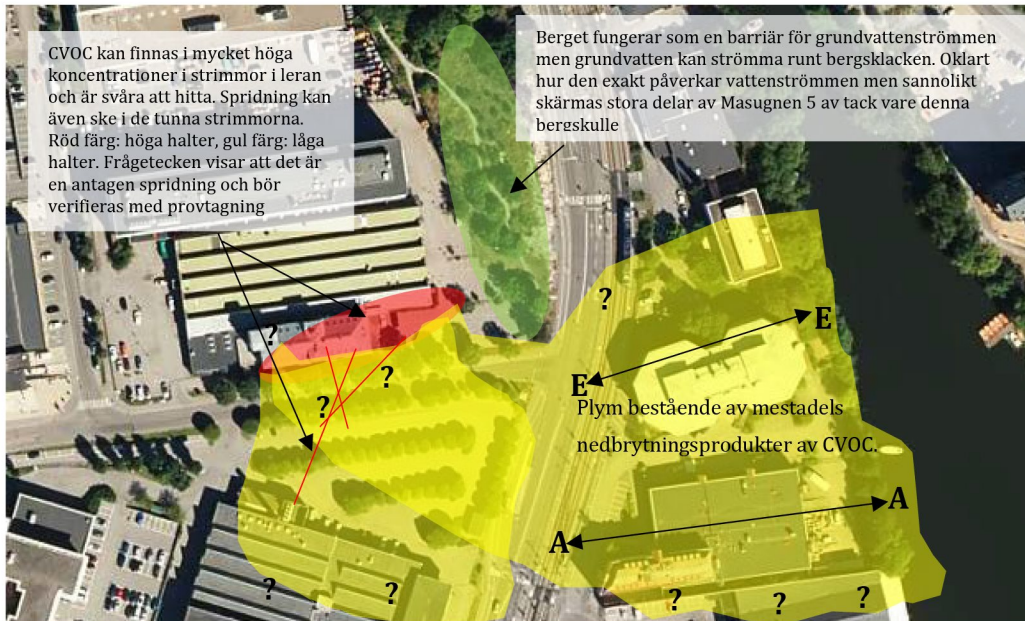 CVOC kan finnas i mycket höga
koncentrationer i strimmor i leran
och är svåra att hitta. Spridning kan
även ske i de tunna strimmorna.
Röd färg: höga halter, gul färg: låga
halter. Frågetecken visar att det är
en antagen spridning och bör
verifieras med provtagning
Berget fungerar som en barriär för grundvattenströmmen
men grundvatten kan strömma runt bergsklacken. Oklart
hur den exakt påverkar vattenströmmen men sannolikt
skärmas stora delar av Masugnen 5 av tack vare denna
bergskulle
?
?
?
?
E
E
Plym bestående av mestadels
nedbrytningsprodukter av CVOC.
A
A
?
?
?
?
?